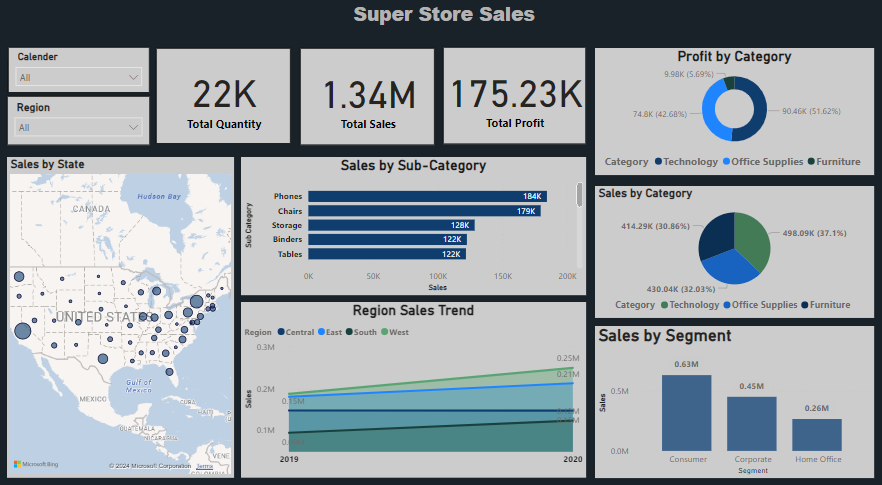 Super Store Sales
Calender
All
Region
All
22K
Total Quantity
1.34M
Total Sales
175.23K
Total Profit
Profit by Category
9.98K (5.69%)
74.8K (42.68%)
90.46K (51.62%)
Category Technology Office Supplies Furniture
Sales by State
Hudson Bay
CANADA
UNITED STATES
Gulf of
Mexico
MEXICO
CUBA
HAITI
GUATEMALA
NICARAGUA
VENE
COLOMBIA
Microsoft Bing
© 2024 Microsoft Corporation Terms
Sales by Sub-Category
Sub Category
Phones 184K
Chairs 179K
Storage 128K
Binders 122K
Tables 122K
0K 50K 100K 150K 200K
Sales
Region Sales Trend
Region Central East South West
Sales
0.3M
0.2M
0.1M
0.15M
0.25M
0.21M
2019 2020
Sales by Category
414.29K (30.86%)
498.09K (37.1%)
430.04K (32.03%)
Category Technology Office Supplies Furniture
Sales by Segment
Sales
0.5M
0.0M
0.63M
0.45M
0.26M
Consumer Corporate Home Office
Segment